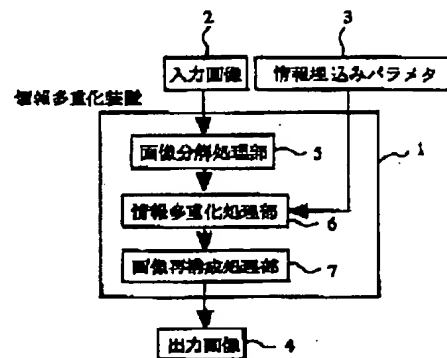 2
3
入力画像
情報埋込みパラメタ
情報多重化装置
画像分解処理部
5
1
情報多重化処理部
6
画像再構成処理部
7
出力画像
4